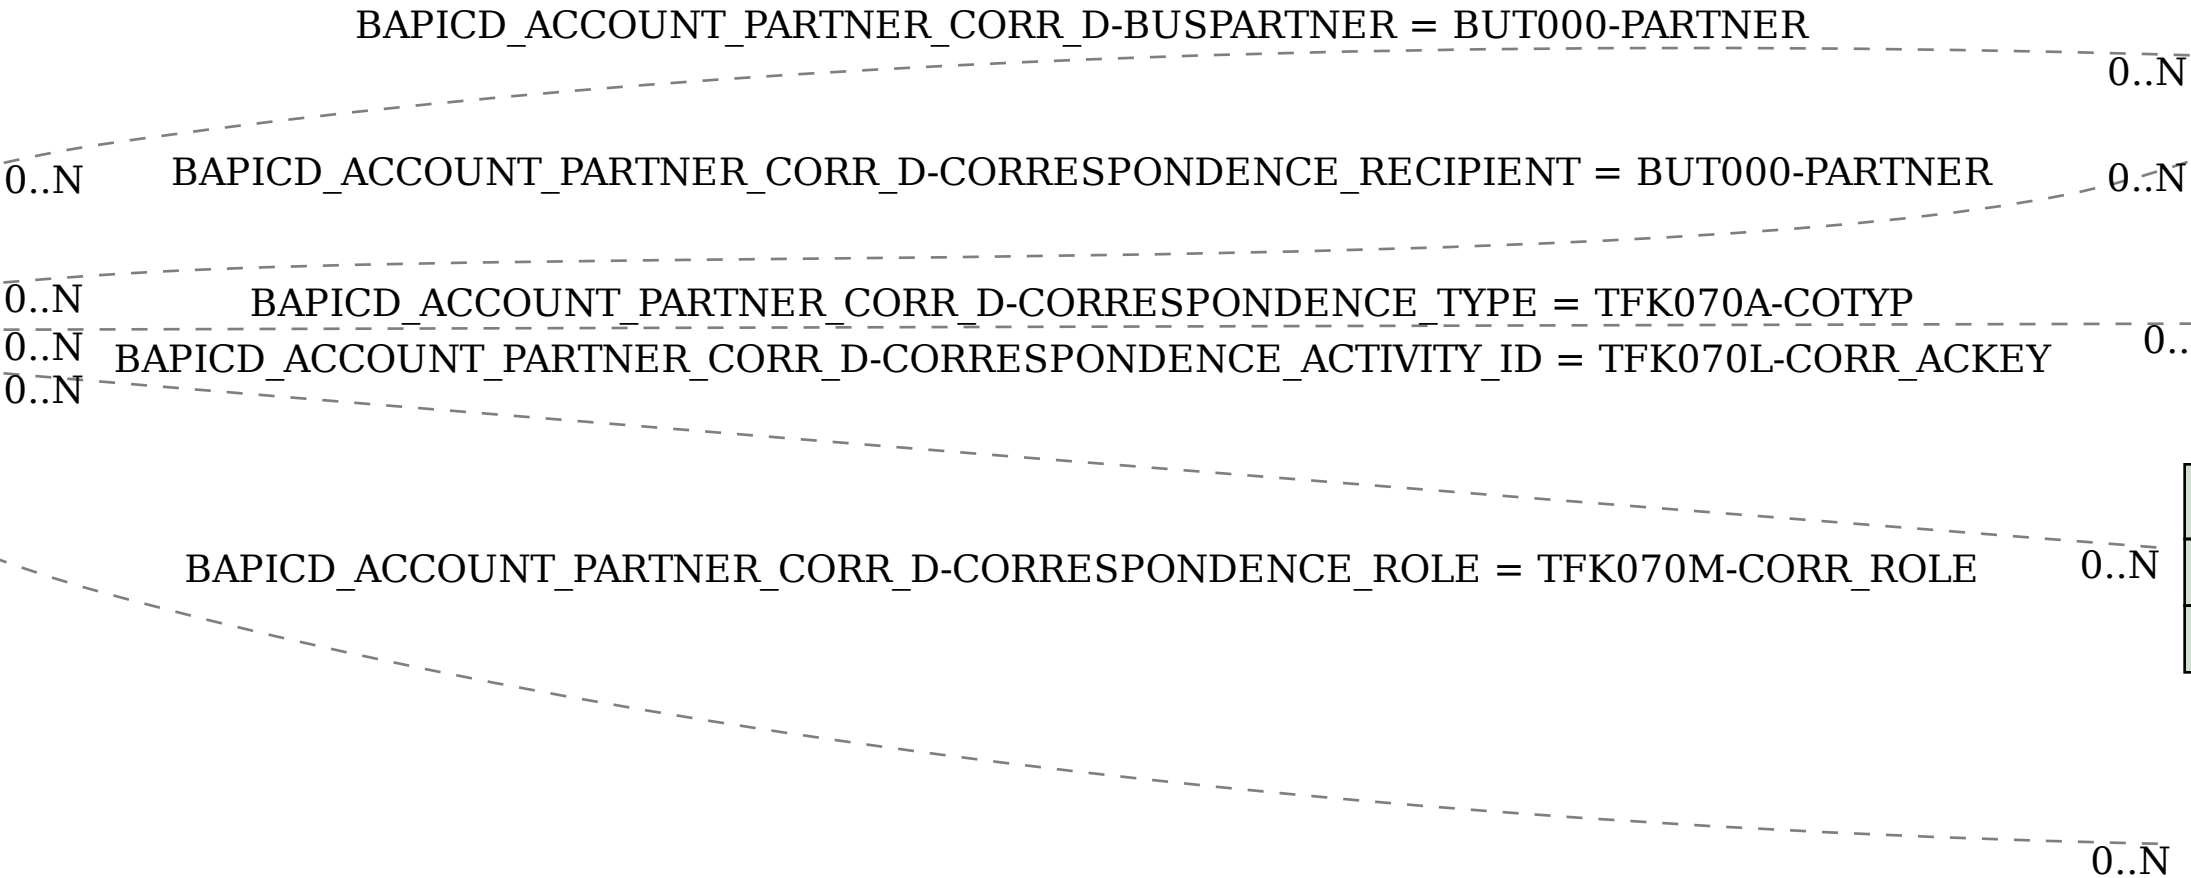 BAPICD_ACCOUNT_PARTNER_CORR_D-BUSPARTNER = BUT000-PARTNER
0..N
0..N
BAPICD_ACCOUNT_PARTNER_CORR_D-CORRESPONDENCE_RECIPIENT = BUT000-PARTNER
0..N
0..N
BAPICD_ACCOUNT_PARTNER_CORR_D-CORRESPONDENCE_TYPE = TFK070A-COTYP
0..N
0..
BAPICD_ACCOUNT_PARTNER_CORR_D-CORRESPONDENCE_ACTIVITY_ID = TFK070L-CORR_ACKEY
0..N
BAPICD_ACCOUNT_PARTNER_CORR_D-CORRESPONDENCE_ROLE = TFK070M-CORR_ROLE
0..N
0..N